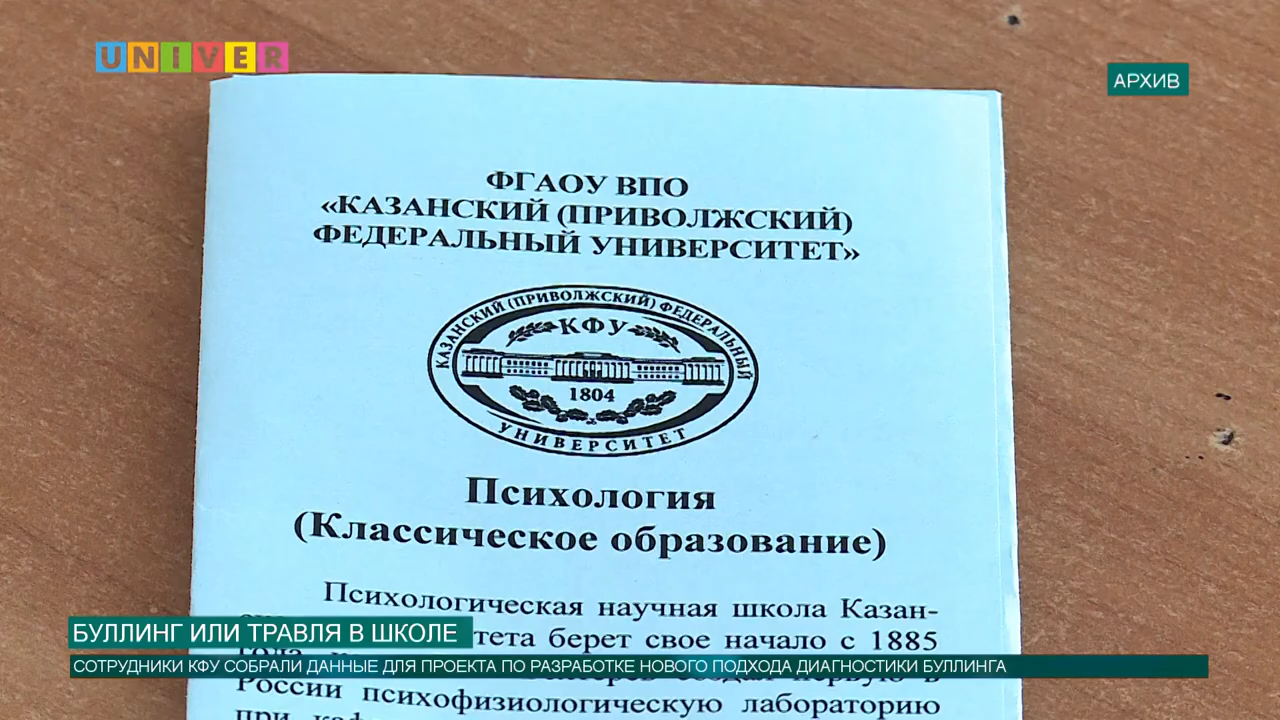 UNIVER
АРХИВ
ФГАОУ ВПО
«КАЗАНСКИЙ (ПРИВОЛЖСКИЙ)
ФЕДЕРАЛЬНЫЙ УНИВЕРСИТЕТ»
КАЗАНСКИЙ (ПРИВОЛЖСКИЙ) ФЕДЕРАЛЬНЫЙ
КФУ
1804
УНИВЕРСИТЕТ
Психология
(Классическое образование)
Психологическая научная школа Казан-
тета берет свое начало с 1885
БУЛЛИНГ ИЛИ ТРАВЛЯ В ШКОЛЕ
СОТРУДНИКИ КФУ СОБРАЛИ ДАННЫЕ ДЛЯ ПРОЕКТА ПО РАЗРАБОТКЕ НОВОГО ПОДХОДА ДИАГНОСТИКИ БУЛЛИНГА
России психофизиологическую лабораторию
при